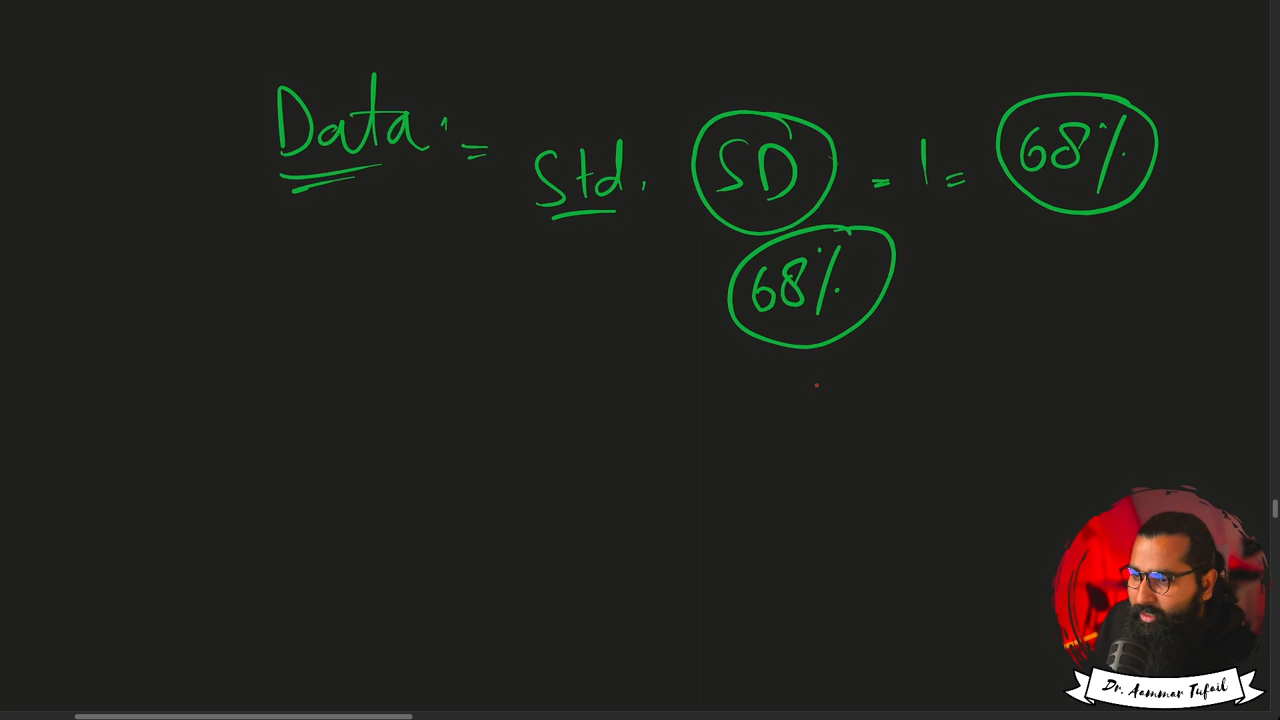 Data :=
Std. SD = 1 = 68%
68%
Dr. Aammar Tufail